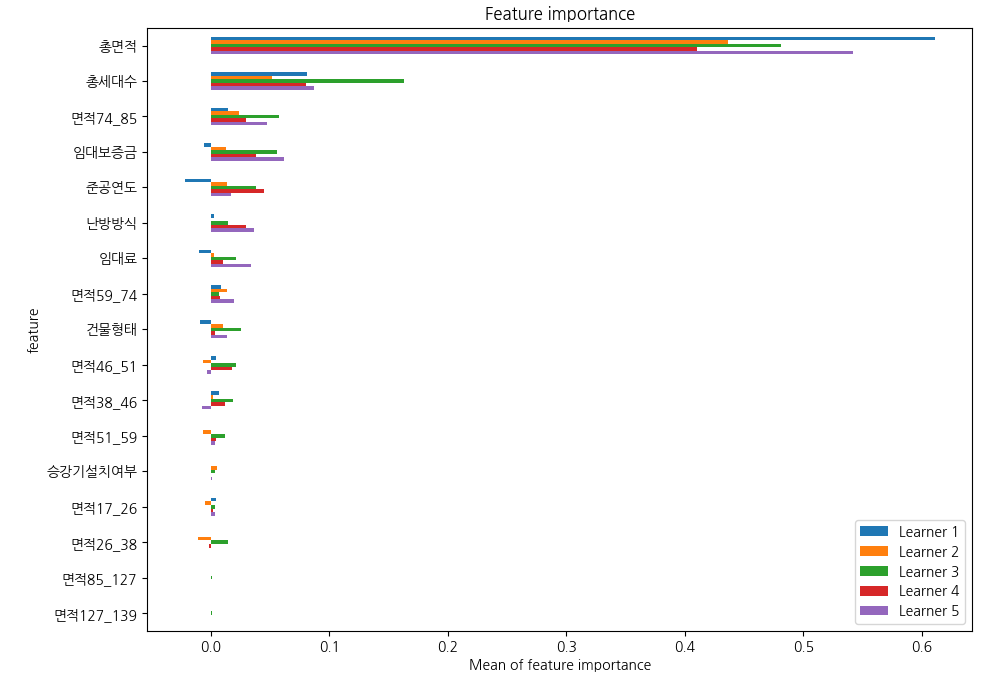 Feature importance
총면적
총세대수
면적74_85
임대보증금
준공연도
난방방식
임대료
면적59_74
건물형태
면적46_51
면적38_46
면적51_59
승강기설치여부
면적17_26
면적26_38
면적85_127
면적127_139
feature
Learner 1
Learner 2
Learner 3
Learner 4
Learner 5
0.0 0.1 0.2 0.3 0.4 0.5 0.6
Mean of feature importance